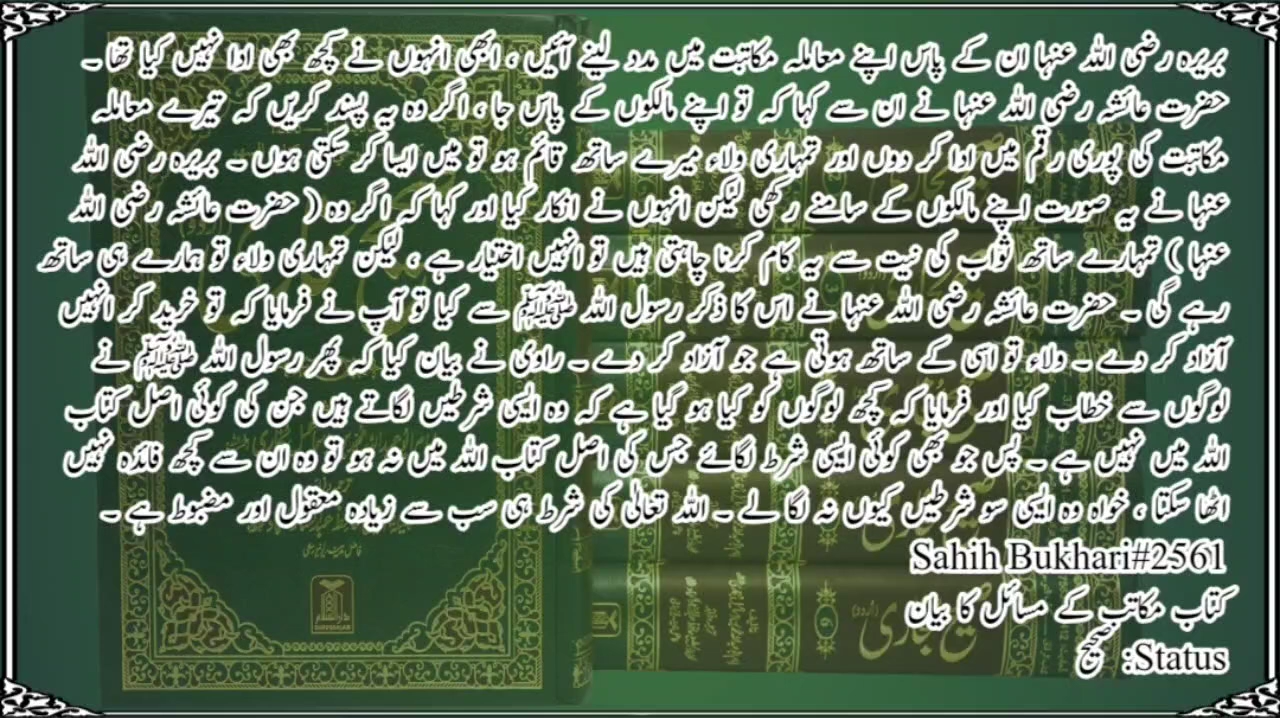 بریرہ رضی اللہ عنہا ان کے پاس اپنے معاملہ مکاتبت میں مدد لینے آئیں ، ابھی انہوں نے کچھ بھی ادا نہیں کیا تھا ۔
حضرت عائشہ رضی اللہ عنہا نے ان سے کہا کہ تو اپنے مالکوں کے پاس جا ، اگر وہ یہ پسند کریں کہ تیرے معاملہ
مکاتبت کی پوری رقم میں ادا کر دوں اور تمہاری ولاء میرے ساتھ قائم ہو تو میں ایسا کر سکتی ہوں ۔ بریرہ رضی اللہ
عنہا نے یہ صورت اپنے مالکوں کے سامنے رکھی لیکن انہوں نے انکار کیا اور کہا کہ اگر وہ ( حضرت عائشہ رضی اللہ
عنہا ) تمہارے ساتھ ثواب کی نیت سے یہ کام کرنا چاہتی ہیں تو انہیں اختیار ہے ، لیکن تمہاری ولاء تو ہمارے ہی ساتھ
رہے گی ۔ حضرت عائشہ رضی اللہ عنہا نے اس کا ذکر رسول اللہ ﷺ سے کیا تو آپ نے فرمایا کہ تو خرید کر انہیں
آزاد کر دے ۔ ولاء تو اسی کے ساتھ ہوتی ہے جو آزاد کر دے ۔ راوی نے بیان کیا کہ پھر رسول اللہ ﷺ نے
لوگوں سے خطاب کیا اور فرمایا کہ کچھ لوگوں کو کیا ہو گیا ہے کہ وہ ایسی شرطیں لگاتے ہیں جن کی کوئی اصل کتاب
اللہ میں نہیں ہے ۔ پس جو بھی کوئی ایسی شرط لگائے جس کی اصل کتاب اللہ میں نہ ہو تو وہ ان سے کچھ فائدہ نہیں
اٹھا سکتا ، خواہ وہ ایسی سو شرطیں کیوں نہ لگا لے ۔ اللہ تعالیٰ کی شرط ہی سب سے زیادہ معقول اور مضبوط ہے ۔
Sahih Bukhari#2561
کتاب مکاتب کے مسائل کا بیان
Status: صحیح
صحیح بخاری
6
دارالسلام
DARUSSALAM